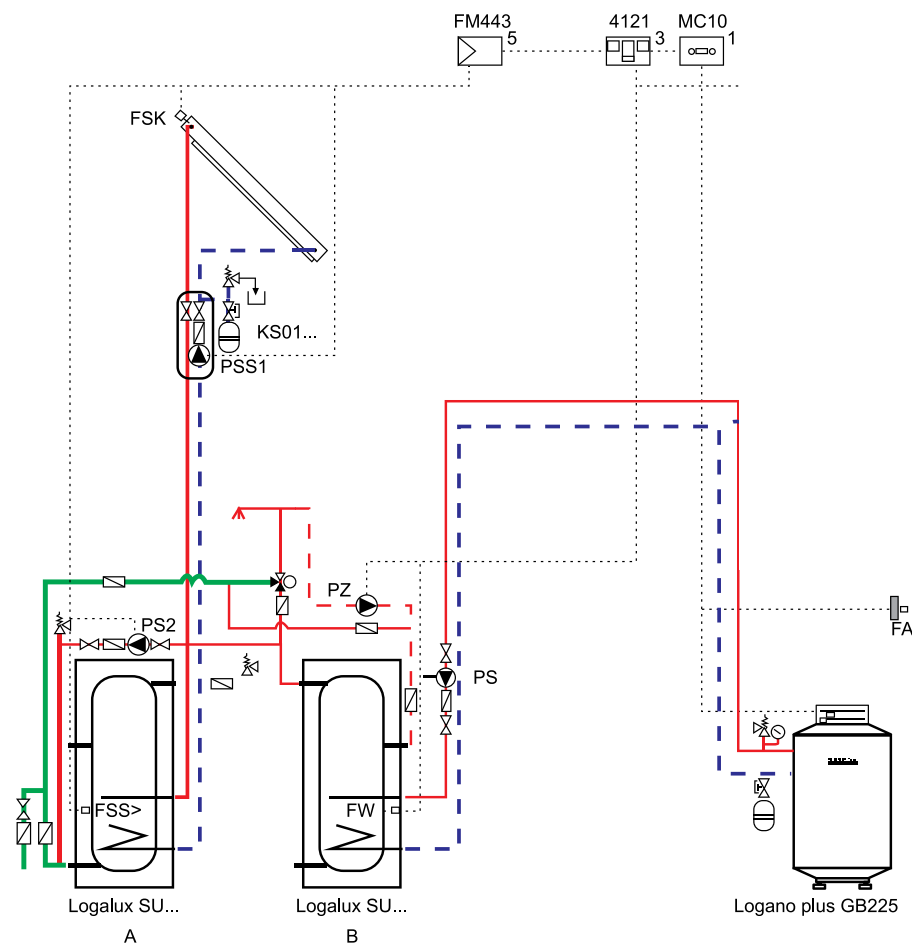 FM443
5
4121
3
MC10
1
FSK
KS01...
PSS1
PZ
PS2
PS
FA
FSS>
FW
Logalux SU...
Logalux SU...
Logano plus GB225
A
B